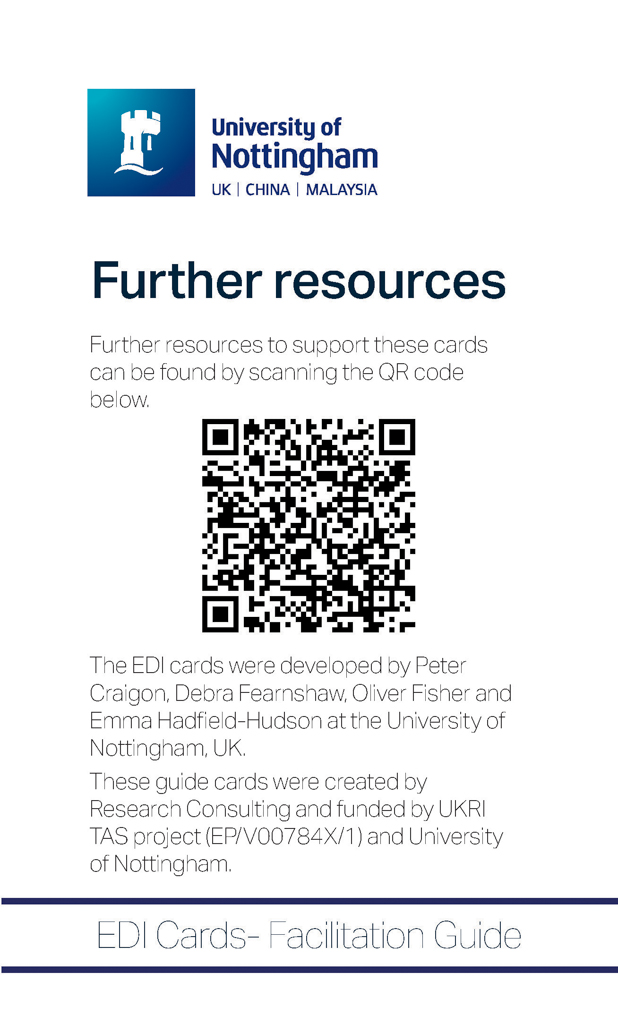 University of
Nottingham
UK | CHINA | MALAYSIA
Further resources
Further resources to support these cards
can be found by scanning the QR code
below.
The EDI cards were developed by Peter
Craigon, Debra Fearnshaw, Oliver Fisher and
Emma Hadfield-Hudson at the University of
Nottingham, UK.
These guide cards were created by
Research Consulting and funded by UKRI
TAS project (EP/V00784X/1) and University
of Nottingham.
EDI Cards- Facilitation Guide